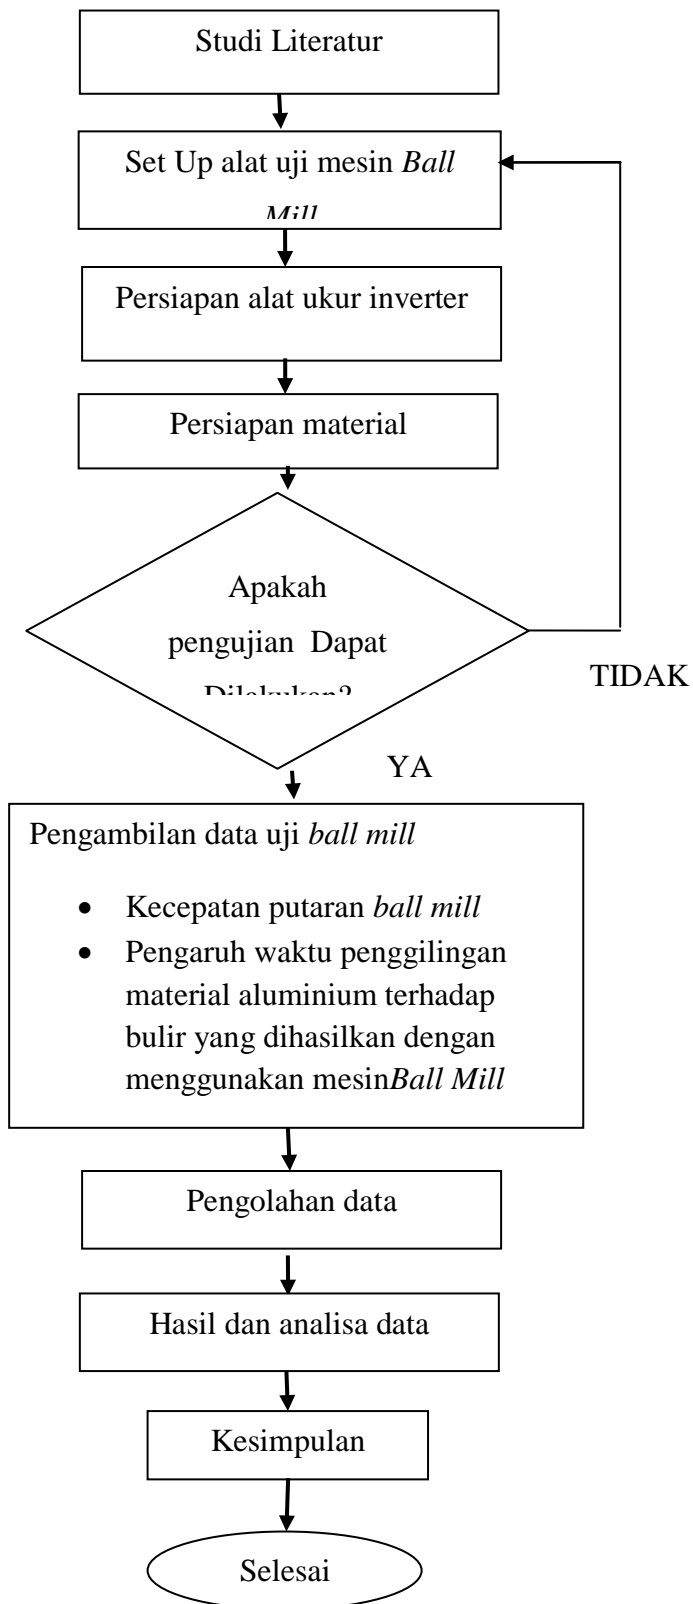 Studi Literatur
Set Up alat uji mesin Ball
Mill
Persiapan alat ukur inverter
Persiapan material
Apakah
pengujian  Dapat
Dilakukan?
TIDAK
YA
Pengambilan data uji ball mill
• Kecepatan putaran ball mill
• Pengaruh waktu penggilingan
material aluminium terhadap
bulir yang dihasilkan dengan
menggunakan mesinBall Mill
Pengolahan data
Hasil dan analisa data
Kesimpulan
Selesai